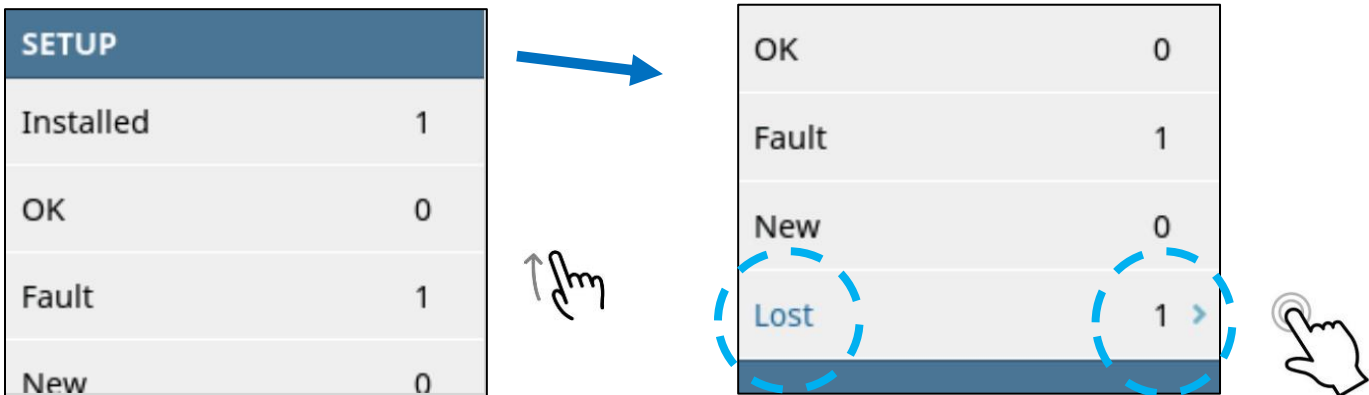 SETUP
Installed 1
OK 0
Fault 1
New 0
OK 0
Fault 1
New 0
Lost 1 >